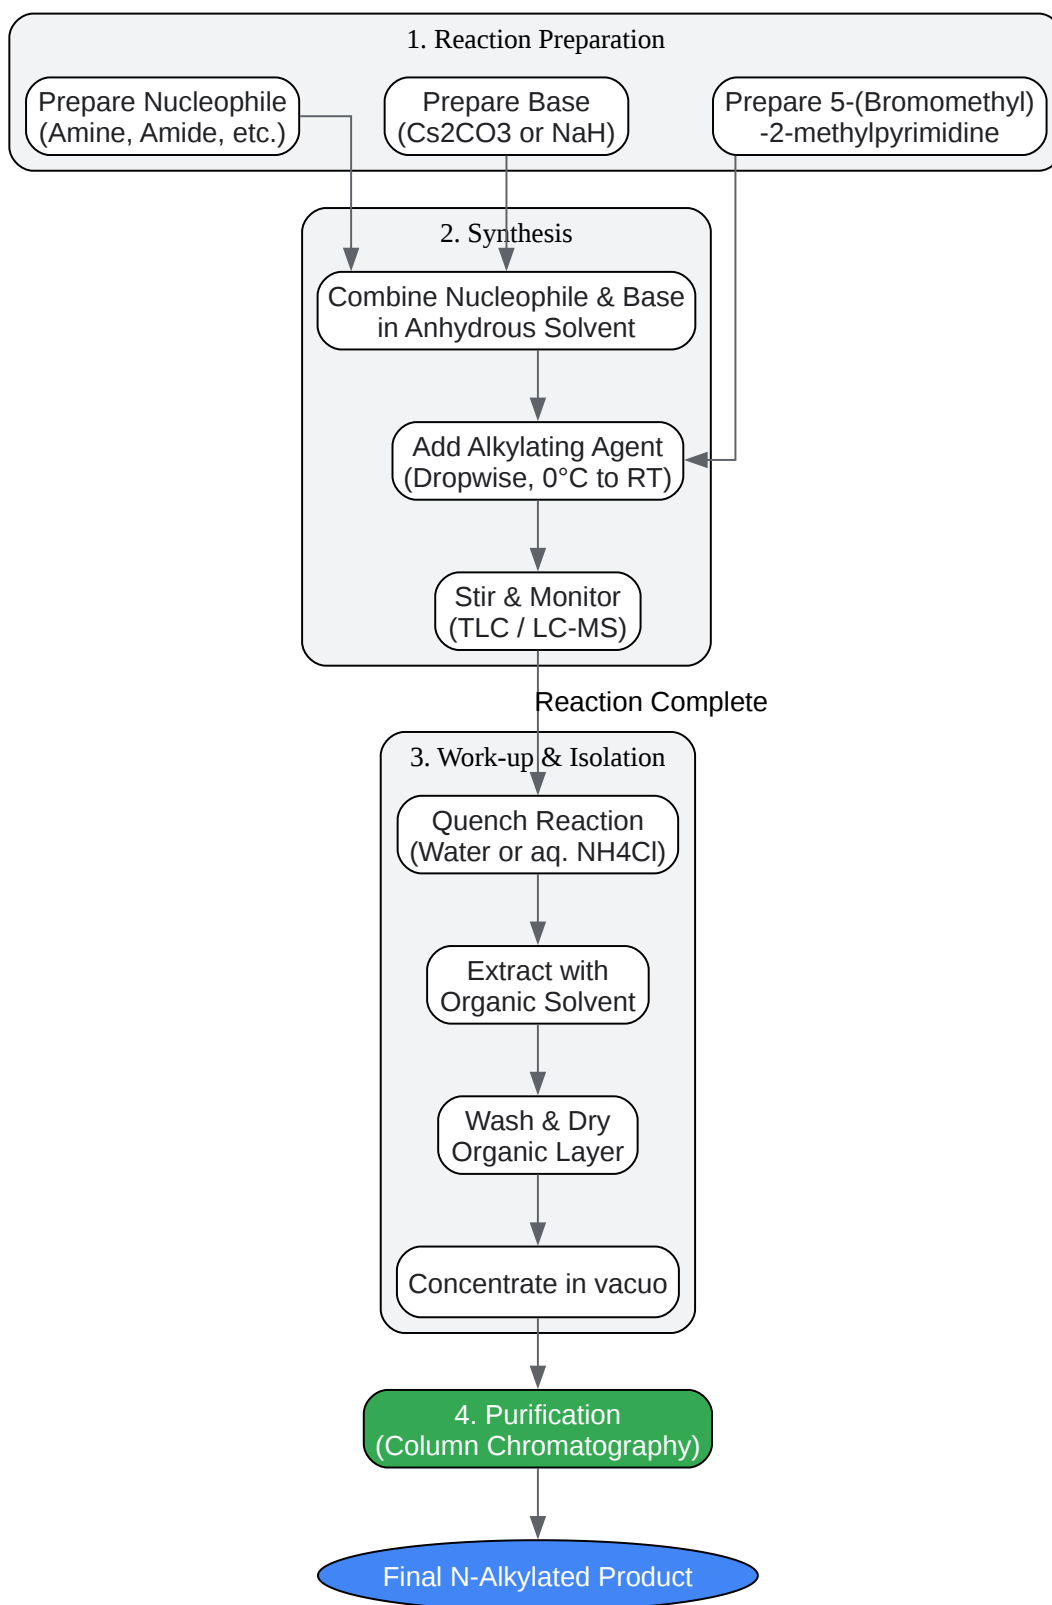 1. Reaction Preparation
Prepare Nucleophile
(Amine, Amide, etc.)
Prepare Base
(Cs2CO3 or NaH)
Prepare 5-(Bromomethyl)
-2-methylpyrimidine
2. Synthesis
Combine Nucleophile & Base
in Anhydrous Solvent
Add Alkylating Agent
(Dropwise, 0°C to RT)
Stir & Monitor
(TLC / LC-MS)
Reaction Complete
3. Work-up & Isolation
Quench Reaction
(Water or aq. NH4Cl)
Extract with
Organic Solvent
Wash & Dry
Organic Layer
Concentrate in vacuo
4. Purification
(Column Chromatography)
Final N-Alkylated Product